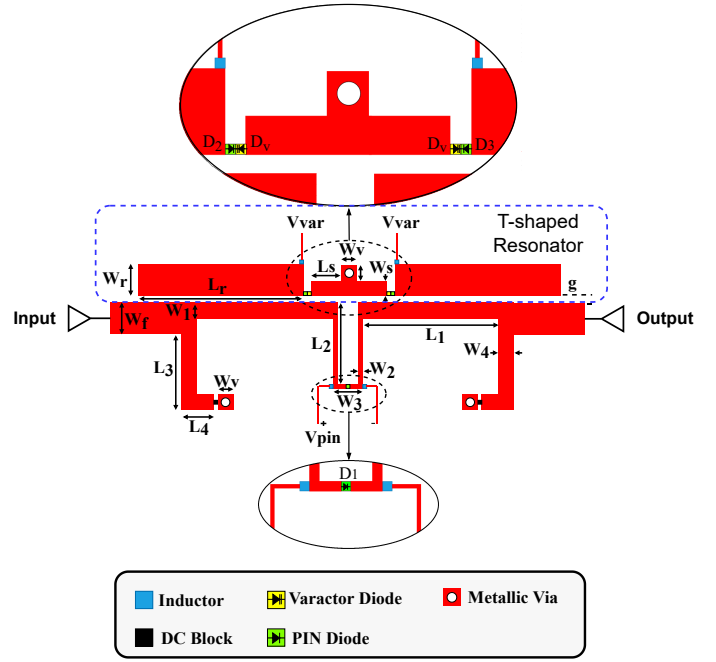 D2 Dv Dv D3
Vvar Vvar
T-shaped
Resonator
Wv
Ls Ws
Wr
Lr
g
Input Wf W1 L2 L1 Output
W4
L3 W2
Wv W3
L4
Vpin + -
D1
Inductor Varactor Diode Metallic Via
DC Block PIN Diode